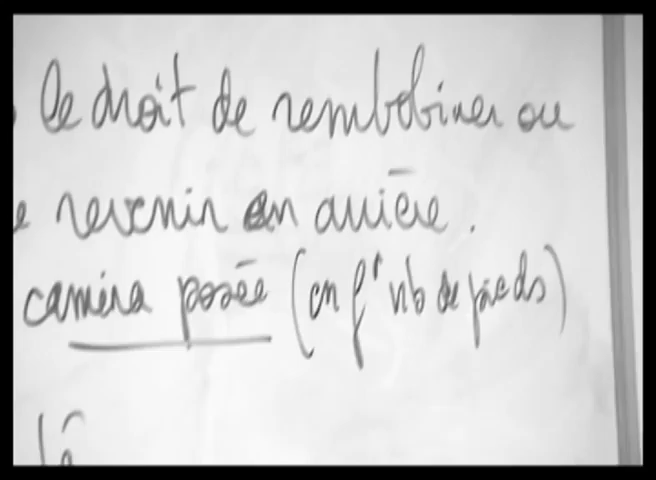 le droit de rembobiner ou
e revenir en arrière.
caméra posée (en f° nb de pieds)